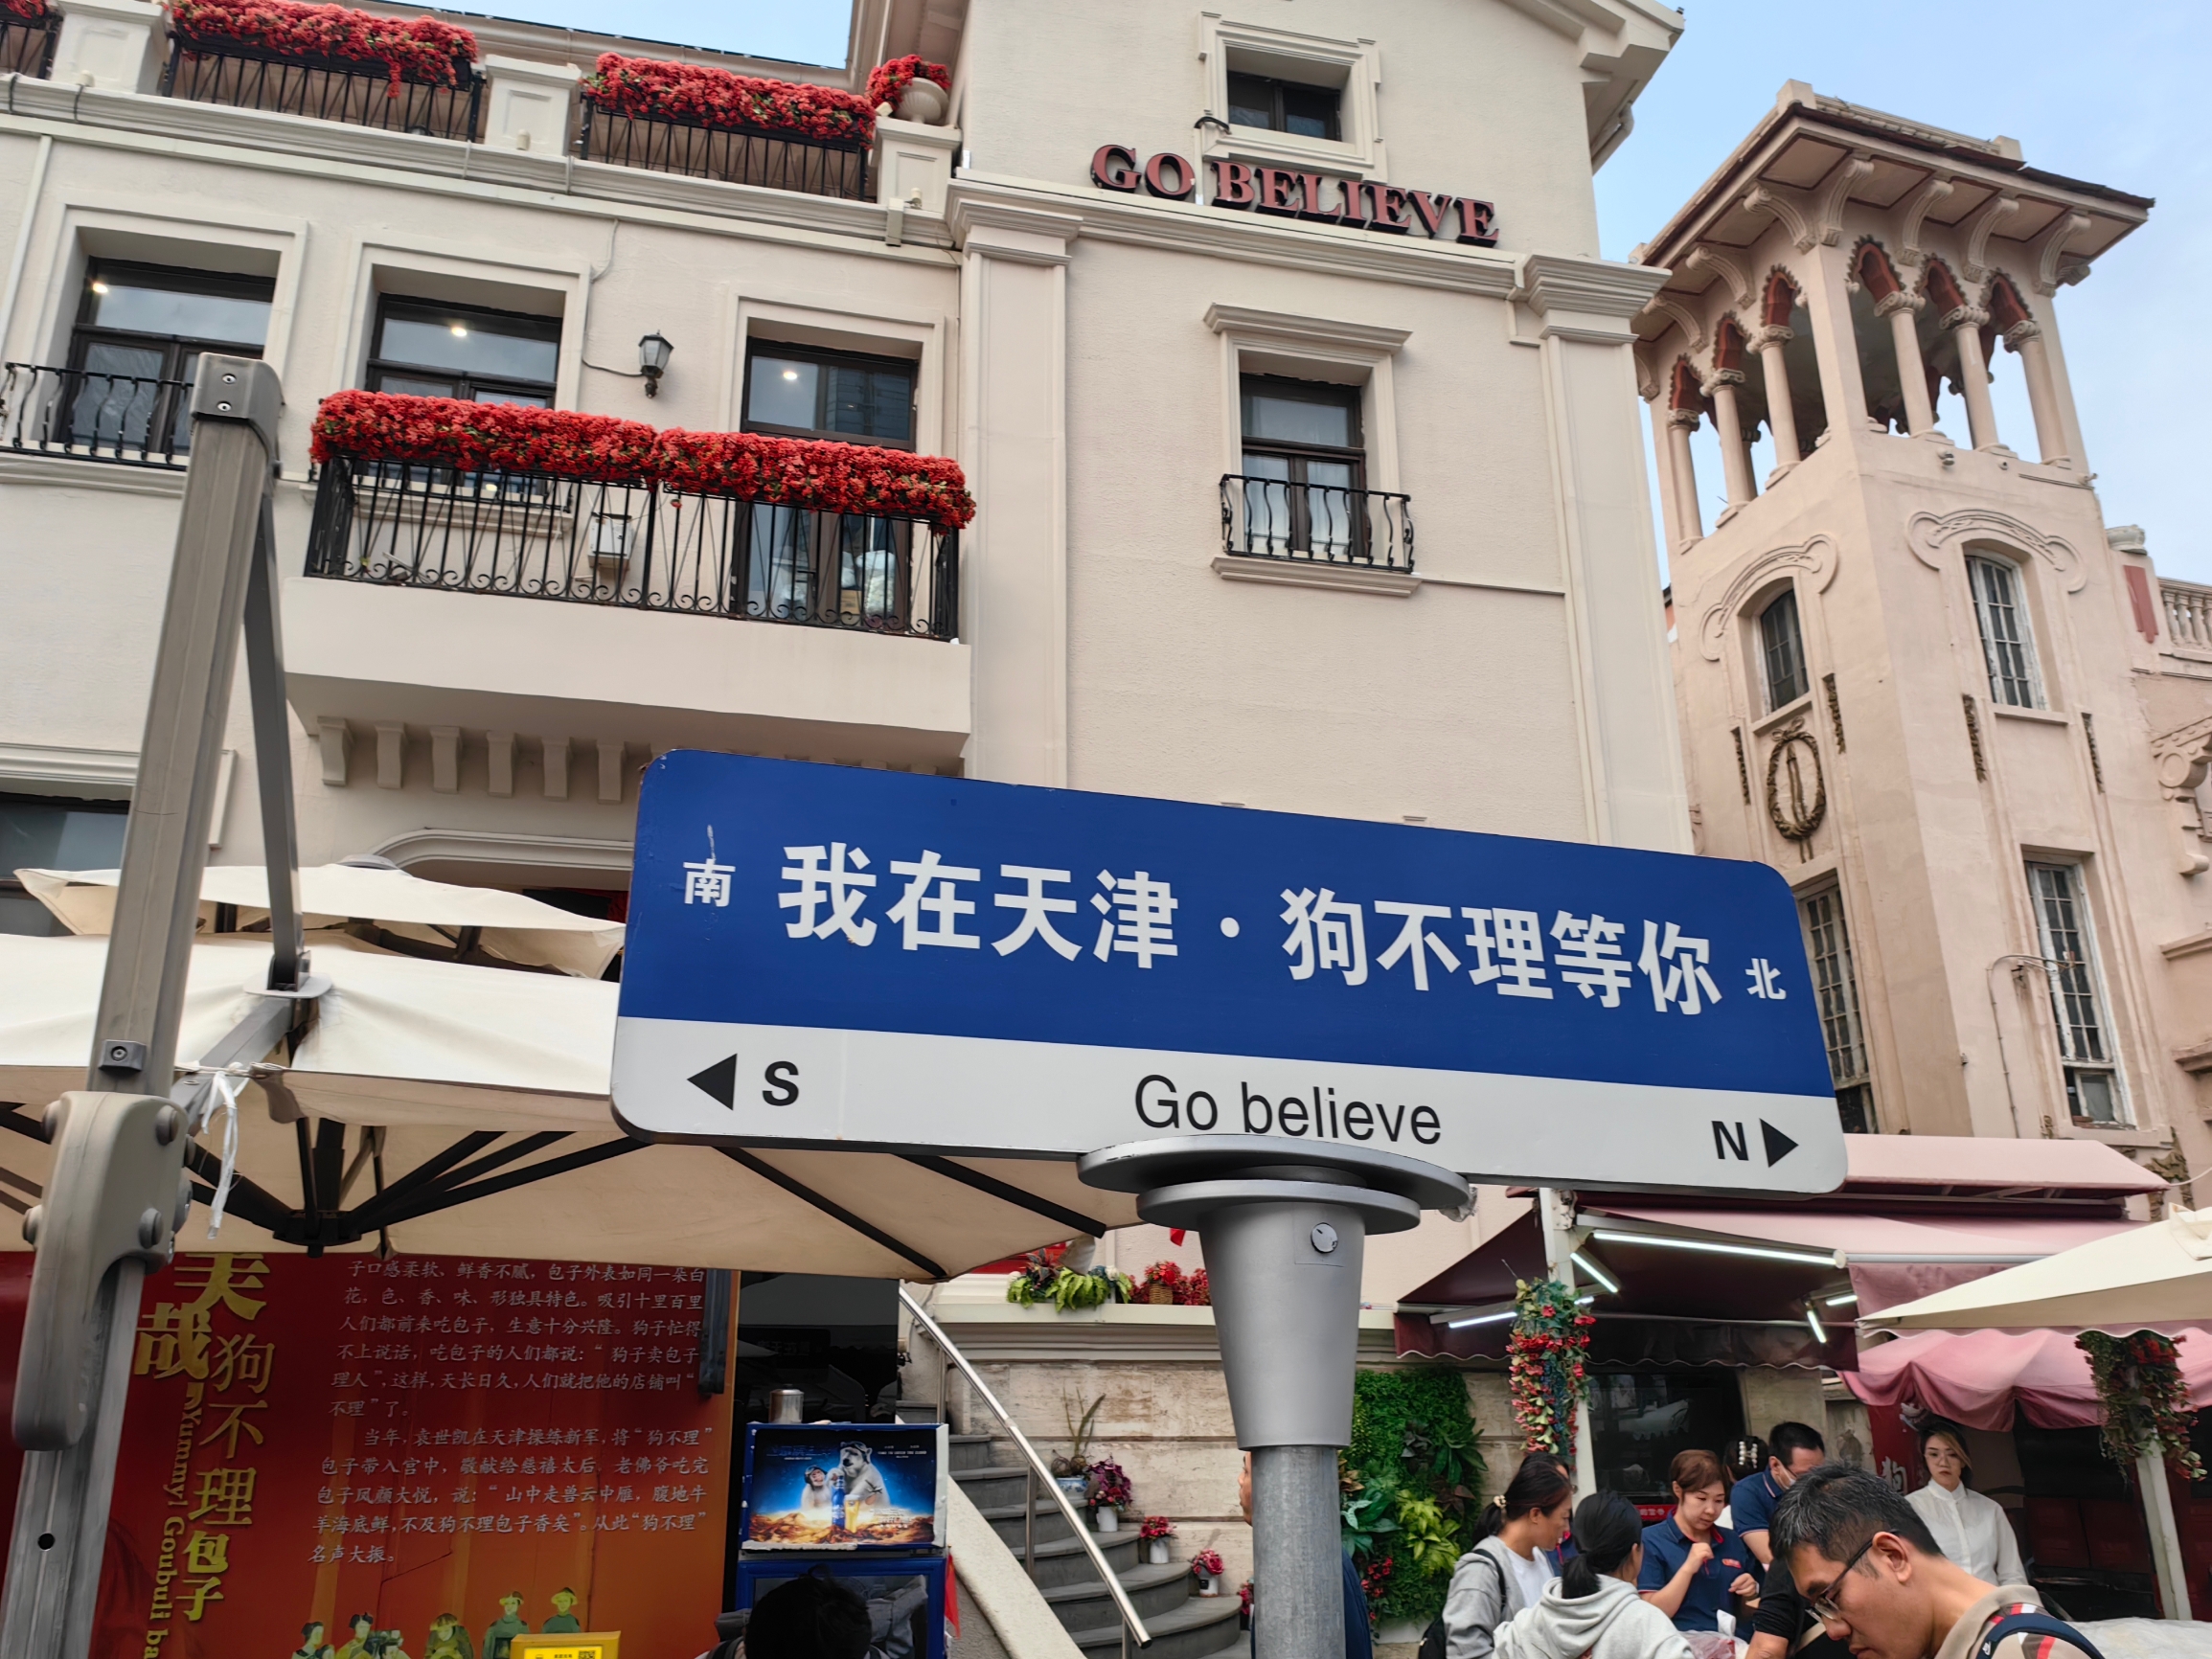 GO BELIEVE
南 我在天津·狗不理等你 北
S Go believe N
美哉
狗不理包子
Yummy! Goubuli ba
子口感柔软、鲜香不腻,包子外表如同一朵白
花,色、香、味、形独具特色。吸引十里百里
人们都前来吃包子,生意十分兴隆。狗子忙得
不上说话,吃包子的人们都说:“狗子卖包子
理人”,这样,天长日久,人们就把他的店铺叫“
不理”了。
当年,袁世凯在天津操练新军,将“狗不理”
包子带入宫中,敬献给慈禧太后。老佛爷吃完
包子凤颜大悦,说:“山中走兽云中雁,腹地牛
羊海底鲜,不及狗不理包子香矣”。从此“狗不理”
名声大振。